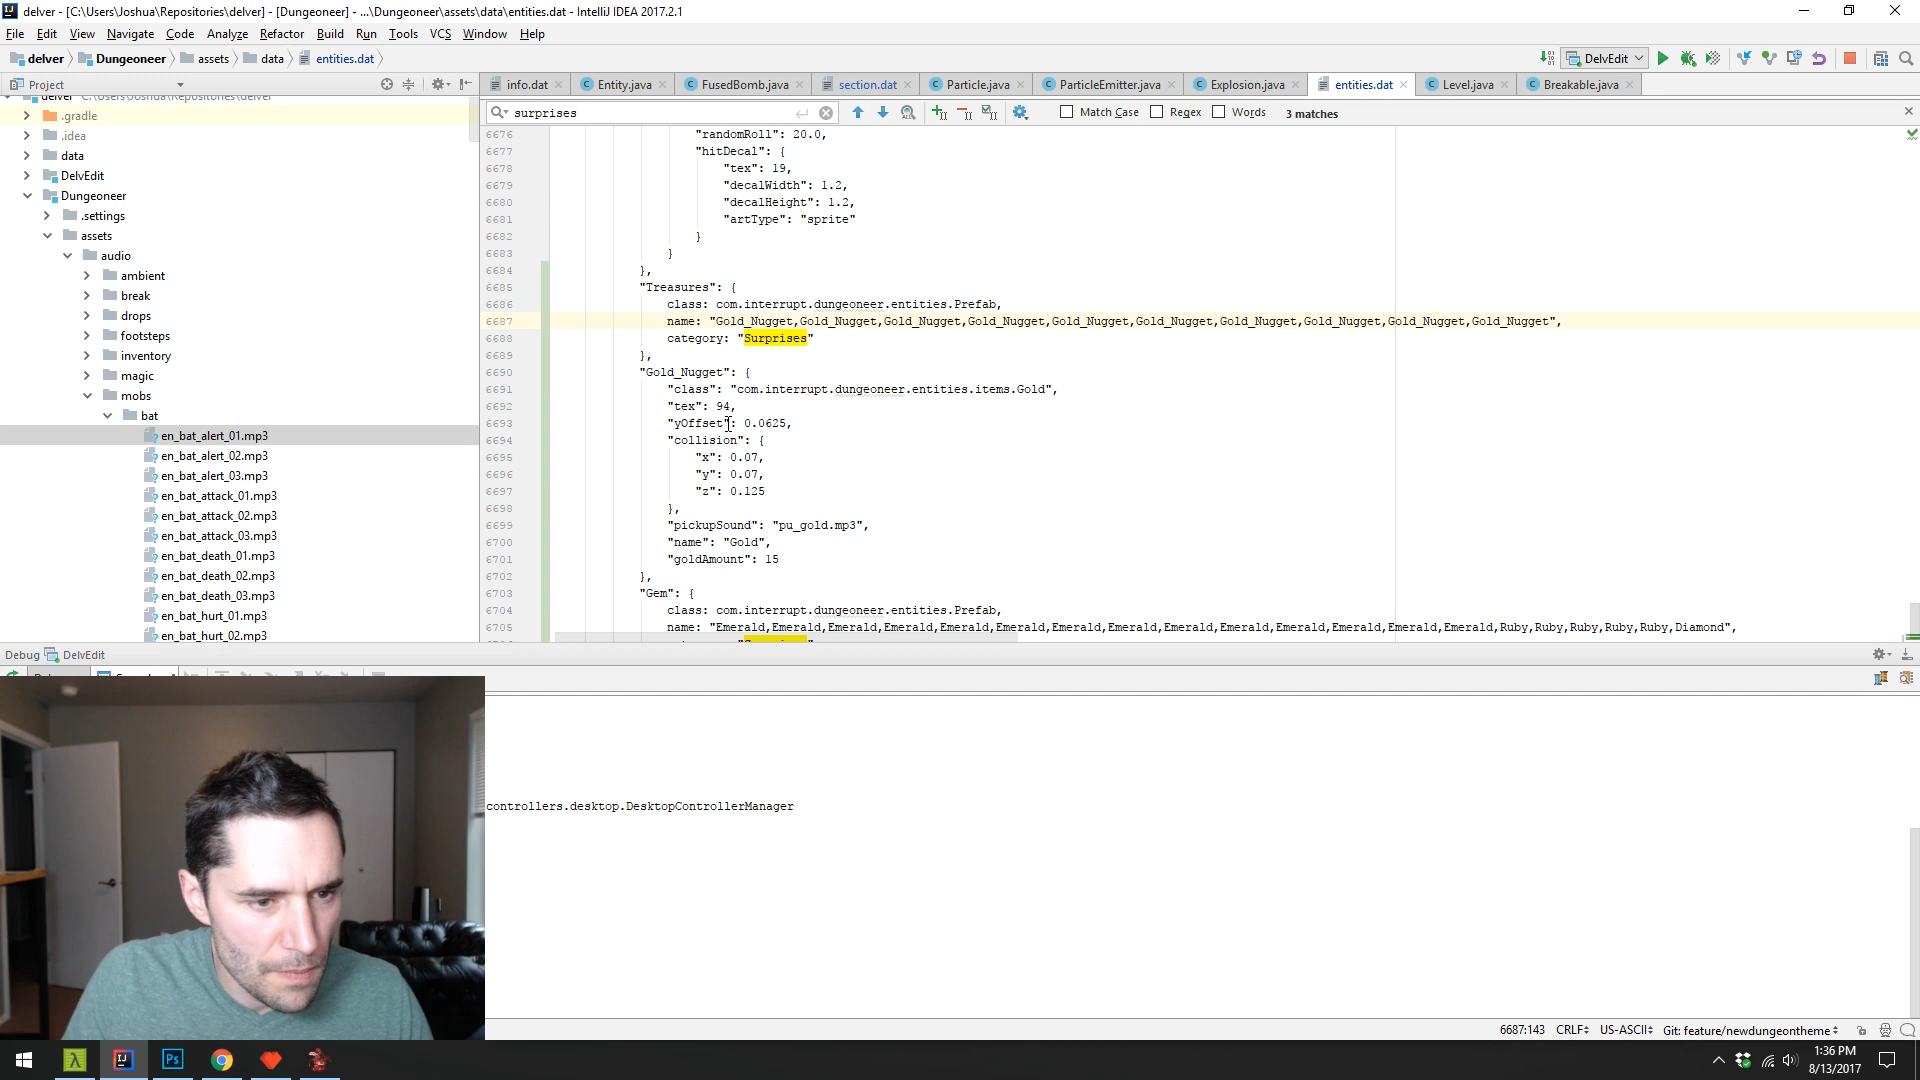 delver - [C:\Users\Joshua\Repositories\delver] - [Dungeoneer] - ...\Dungeoneer\assets\data\entities.dat - IntelliJ IDEA 2017.2.1
File Edit View Navigate Code Analyze Refactor Build Run Tools VCS Window Help
delver Dungeoneer assets data entities.dat DelvEdit
Project info.dat Entity.java FusedBomb.java section.dat Particle.java ParticleEmitter.java Explosion.java entities.dat Level.java Breakable.java
delver C:\Users\Joshua\Repositories\delver
.gradle
.idea
data
DelvEdit
Dungeoneer
.settings
assets
audio
ambient
break
drops
footsteps
inventory
magic
mobs
bat
en_bat_alert_01.mp3
en_bat_alert_02.mp3
en_bat_alert_03.mp3
en_bat_attack_01.mp3
en_bat_attack_02.mp3
en_bat_attack_03.mp3
en_bat_death_01.mp3
en_bat_death_02.mp3
en_bat_death_03.mp3
en_bat_hurt_01.mp3
en_bat_hurt_02.mp3
surprises Match Case Regex Words 3 matches
6676 "randomRoll": 20.0,
6677 "hitDecal": {
6678 "tex": 19,
6679 "decalWidth": 1.2,
6680 "decalHeight": 1.2,
6681 "artType": "sprite"
6682 }
6683 }
6684 },
6685 "Treasures": {
6686 class: com.interrupt.dungeoneer.entities.Prefab,
6687 name: "Gold_Nugget,Gold_Nugget,Gold_Nugget,Gold_Nugget,Gold_Nugget,Gold_Nugget,Gold_Nugget,Gold_Nugget,Gold_Nugget,Gold_Nugget",
6688 category: "Surprises"
6689 },
6690 "Gold_Nugget": {
6691 "class": "com.interrupt.dungeoneer.entities.items.Gold",
6692 "tex": 94,
6693 "yOffset": 0.0625,
6694 "collision": {
6695 "x": 0.07,
6696 "y": 0.07,
6697 "z": 0.125
6698 },
6699 "pickupSound": "pu_gold.mp3",
6700 "name": "Gold",
6701 "goldAmount": 15
6702 },
6703 "Gem": {
6704 class: com.interrupt.dungeoneer.entities.Prefab,
6705 name: "Emerald,Emerald,Emerald,Emerald,Emerald,Emerald,Emerald,Emerald,Emerald,Emerald,Emerald,Emerald,Emerald,Emerald,Ruby,Ruby,Ruby,Ruby,Ruby,Diamond",
Debug DelvEdit
controllers.desktop.DesktopControllerManager
6687:143 CRLF US-ASCII Git: feature/newdungeontheme
1:36 PM
8/13/2017